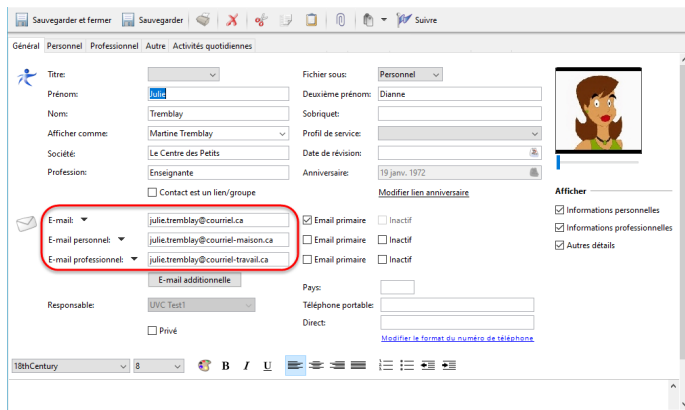 Sauvegarder et fermer Sauvegarder Suivre
Général Personnel Professionnel Autre Activités quotidiennes
Titre: Fichier sous: Personnel
Prénom: Julie Deuxième prénom: Dianne
Nom: Tremblay Sobriquet:
Afficher comme: Martine Tremblay Profil de service:
Société: Le Centre des Petits Date de révision:
Profession: Enseignante Anniversaire: 19 janv. 1972
Contact est un lien/groupe Modifier lien anniversaire Afficher
Informations personnelles
E-mail: julie.tremblay@courriel.ca Email primaire Inactif
Informations professionnelles
E-mail personnel: julie.tremblay@courriel-maison.ca Email primaire Inactif
Autres détails
E-mail professionnel: julie.tremblay@courriel-travail.ca Email primaire Inactif
E-mail additionnelle
Pays:
Responsable: UVC Test1 Téléphone portable:
Privé Direct:
Modifier le format du numéro de téléphone
18thCentury 8 B I U